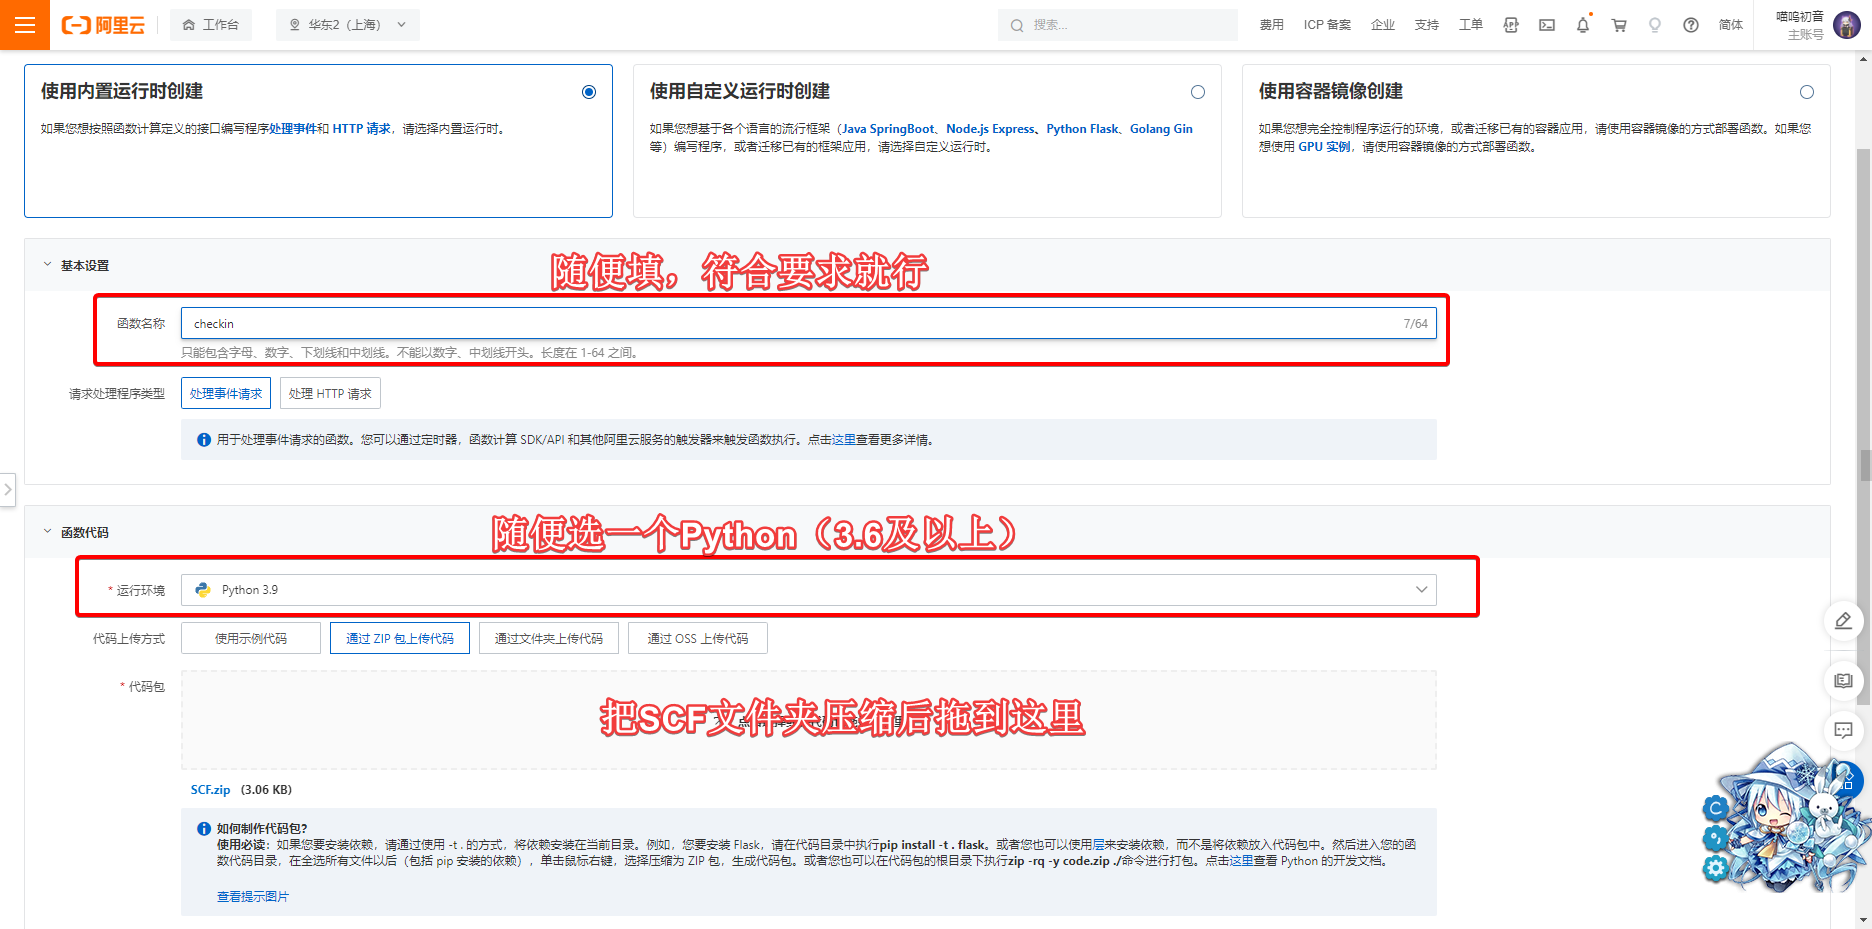 阿里云
工作台
华东2（上海）
搜索...
费用
ICP 备案
企业
支持
工单
简体
喵呜初音
主账号
使用内置运行时创建
如果您想按照函数计算定义的接口编写程序处理事件和 HTTP 请求，请选择内置运行时。
使用自定义运行时创建
如果您想基于各个语言的流行框架（Java SpringBoot、Node.js Express、Python Flask、Golang Gin
等）编写程序，或者迁移已有的框架应用，请选择自定义运行时。
使用容器镜像创建
如果您想完全控制程序运行的环境，或者迁移已有的容器应用，请使用容器镜像的方式部署函数。如果您
想使用 GPU 实例，请使用容器镜像的方式部署函数。
基本设置
随便填，符合要求就行
函数名称
checkin
7/64
只能包含字母、数字、下划线和中划线。不能以数字、中划线开头。长度在 1-64 之间。
请求处理程序类型
处理事件请求
处理 HTTP 请求
用于处理事件请求的函数。您可以通过定时器，函数计算 SDK/API 和其他阿里云服务的触发器来触发函数执行。点击这里查看更多详情。
函数代码
随便选一个Python（3.6及以上）
* 运行环境
Python 3.9
代码上传方式
使用示例代码
通过 ZIP 包上传代码
通过文件夹上传代码
通过 OSS 上传代码
* 代码包
把SCF文件夹压缩后拖到这里
SCF.zip (3.06 KB)
如何制作代码包?
使用必读：如果您要安装依赖，请通过使用 -t . 的方式，将依赖安装在当前目录。例如，您要安装 Flask，请在代码目录中执行pip install -t . flask。或者您也可以使用层来安装依赖，而不是将依赖放入代码包中。然后进入您的函
数代码目录，在全选所有文件以后（包括 pip 安装的依赖），单击鼠标右键，选择压缩为 ZIP 包，生成代码包。或者您也可以在代码包的根目录下执行zip -rq -y code.zip ./命令进行打包。点击这里查看 Python 的开发文档。
查看提示图片